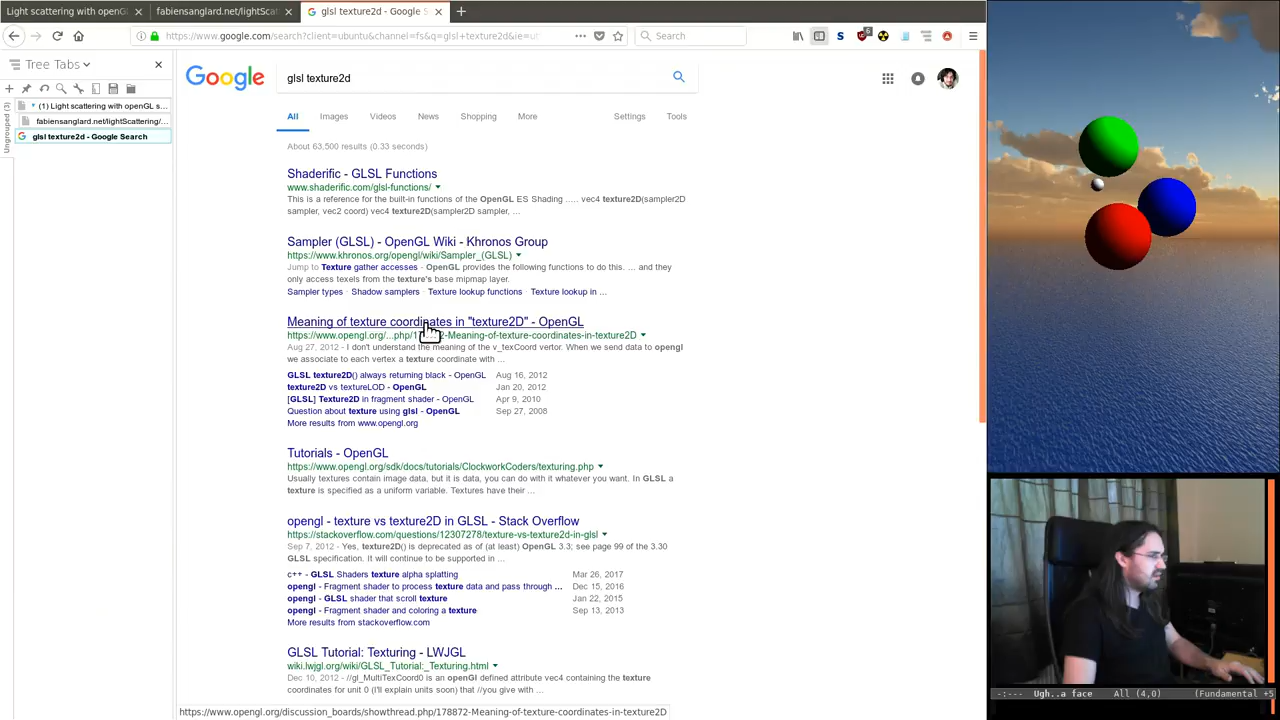 Light scattering with openG
fabiensanglard.net/lightScat
glsl texture2d - Google S
https://www.google.com/search?client=ubuntu&channel=fs&q=glsl+texture2d&ie=ut
Search
Tree Tabs
Ungrouped (3)
(1) Light scattering with openGL s...
fabiensanglard.net/lightScattering/...
glsl texture2d - Google Search
Google
glsl texture2d
All
Images
Videos
News
Shopping
More
Settings
Tools
About 63,500 results (0.33 seconds)
Shaderific - GLSL Functions
www.shaderific.com/glsl-functions/
This is a reference for the built-in functions of the OpenGL ES Shading ..... vec4 texture2D(sampler2D
sampler, vec2 coord) vec4 texture2D(sampler2D sampler, ...
Sampler (GLSL) - OpenGL Wiki - Khronos Group
https://www.khronos.org/opengl/wiki/Sampler_(GLSL)
Jump to Texture gather accesses - OpenGL provides the following functions to do this. ... and they
only access texels from the texture's base mipmap layer.
Sampler types · Shadow samplers · Texture lookup functions · Texture lookup in ...
Meaning of texture coordinates in "texture2D" - OpenGL
https://www.opengl.org/...php/17 2-Meaning-of-texture-coordinates-in-texture2D
Aug 27, 2012 - I don't understand the meaning of the v_texCoord vertor. When we send data to opengl
we associate to each vertex a texture coordinate with ...
GLSL texture2D() always returning black - OpenGL Aug 16, 2012
texture2D vs textureLOD - OpenGL Jan 20, 2012
[GLSL] Texture2D in fragment shader - OpenGL Apr 9, 2010
Question about texture using glsl - OpenGL Sep 27, 2008
More results from www.opengl.org
Tutorials - OpenGL
https://www.opengl.org/sdk/docs/tutorials/ClockworkCoders/texturing.php
Usually textures contain image data, but it is data, you can do with it whatever you want. In GLSL a
texture is specified as a uniform variable. Textures have their ...
opengl - texture vs texture2D in GLSL - Stack Overflow
https://stackoverflow.com/questions/12307278/texture-vs-texture2d-in-glsl
Sep 7, 2012 - Yes, texture2D() is deprecated as of (at least) OpenGL 3.3; see page 99 of the 3.30
GLSL specification. It will continue to be supported in ...
c++ - GLSL Shaders texture alpha splatting Mar 26, 2017
opengl - Fragment shader to process texture data and pass through ... Dec 15, 2016
opengl - GLSL shader that scroll texture Jan 22, 2015
opengl - Fragment shader and coloring a texture Sep 13, 2013
More results from stackoverflow.com
GLSL Tutorial: Texturing - LWJGL
wiki.lwjgl.org/wiki/GLSL_Tutorial:_Texturing.html
Dec 10, 2012 - //gl_MultiTexCoord0 is an openGl defined attribute vec4 containing the texture
coordinates for unit 0 (I'll explain units soon) that //you give with ...
https://www.opengl.org/discussion_boards/showthread.php/178872-Meaning-of-texture-coordinates-in-texture2D
-:--- Ugh..a face All (4,0) (Fundamental +5